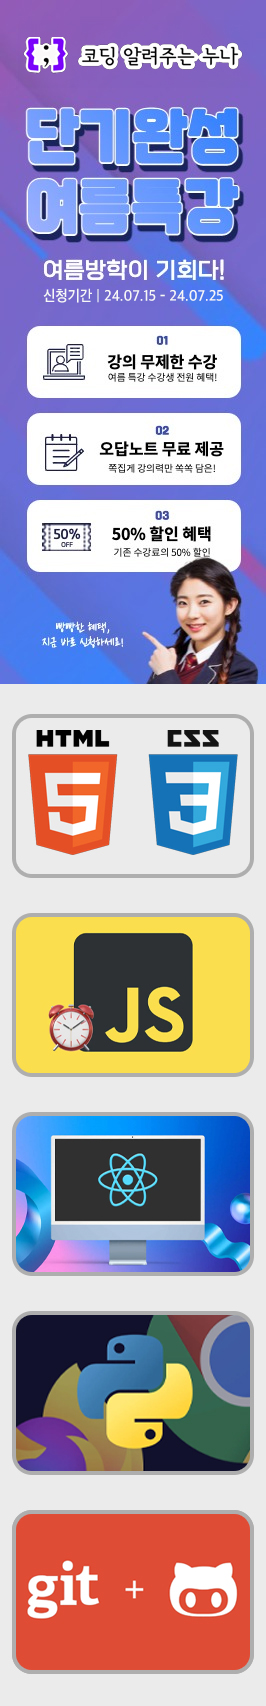 {;} 코딩 알려주는 누나
단기완성
여름특강
여름방학이 기회다!
신청기간 | 24.07.15 - 24.07.25
01
강의 무제한 수강
여름 특강 수강생 전원 혜택!
02
오답노트 무료 제공
쪽집게 강의력만 쏙쏙 담은!
50%
OFF
03
50% 할인 혜택
기존 수강료의 50% 할인
빵빵한 혜택,
지금 바로 신청하세요!
HTML CSS
5 3
JS
git +